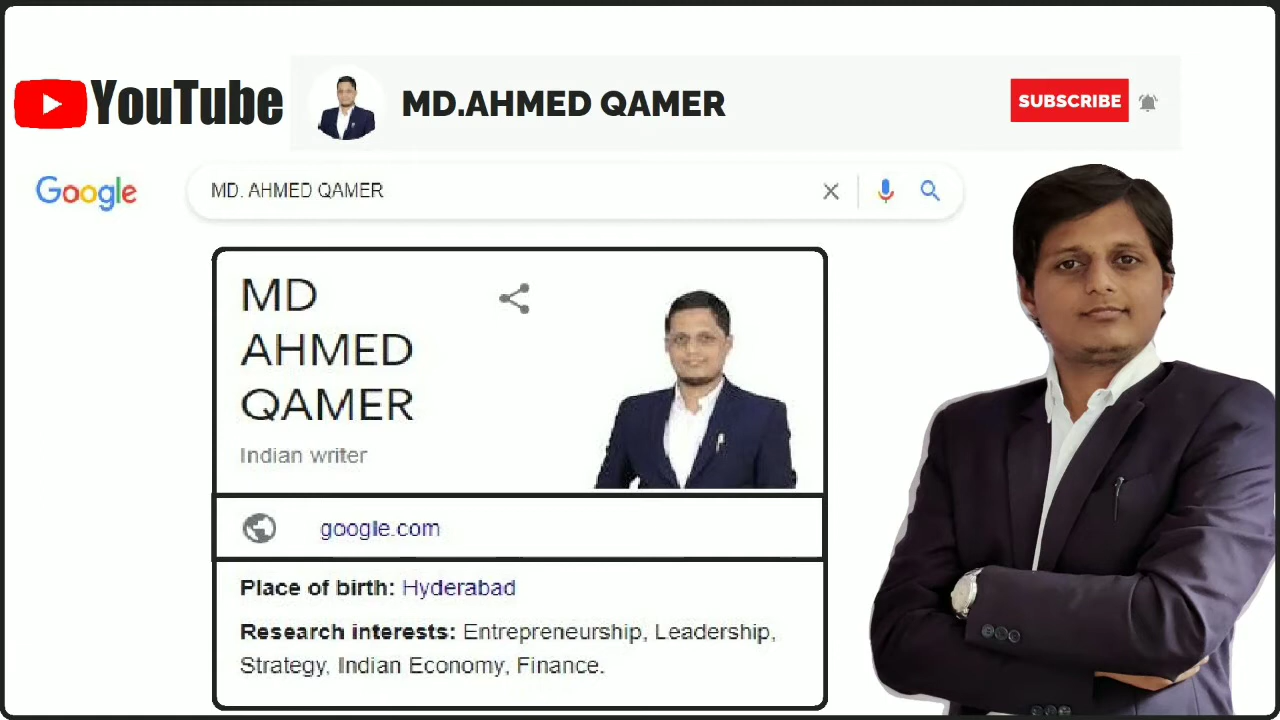 YouTube
MD.AHMED QAMER
SUBSCRIBE
Google
MD. AHMED QAMER
MD
AHMED
QAMER
Indian writer
google.com
Place of birth: Hyderabad
Research interests: Entrepreneurship, Leadership,
Strategy, Indian Economy, Finance.